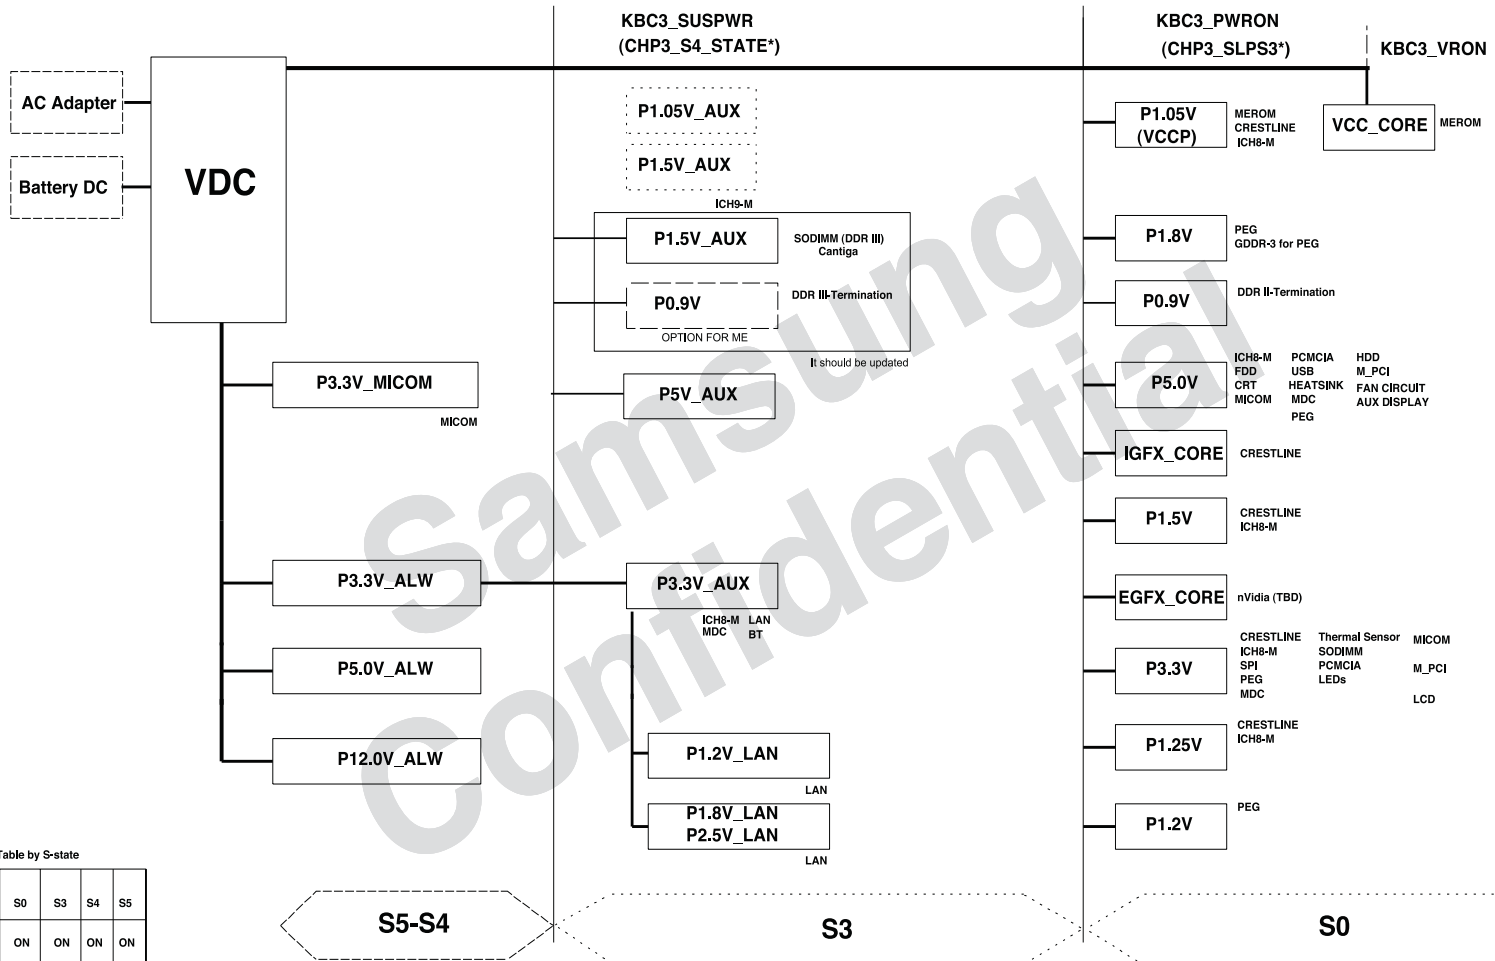 KBC3_SUSPWR
(CHP3_S4_STATE*)
KBC3_PWRON
(CHP3_SLPS3*)
KBC3_VRON
AC Adapter
Battery DC
VDC
P1.05V_AUX
P1.5V_AUX
ICH9-M
P1.5V_AUX
SODIMM (DDR III)
Cantiga
P0.9V
DDR III-Termination
OPTION FOR ME
It should be updated
P5V_AUX
P3.3V_MICOM
MICOM
P3.3V_ALW
P5.0V_ALW
P12.0V_ALW
P3.3V_AUX
ICH8-M LAN
MDC BT
P1.2V_LAN
LAN
P1.8V_LAN
P2.5V_LAN
LAN
P1.05V
(VCCP)
MEROM
CRESTLINE
ICH8-M
VCC_CORE
MEROM
P1.8V
PEG
GDDR-3 for PEG
P0.9V
DDR II-Termination
P5.0V
ICH8-M PCMCIA HDD
FDD USB M_PCI
CRT HEATSINK FAN CIRCUIT
MICOM MDC AUX DISPLAY
PEG
IGFX_CORE
CRESTLINE
P1.5V
CRESTLINE
ICH8-M
EGFX_CORE
nVidia (TBD)
P3.3V
CRESTLINE Thermal Sensor MICOM
ICH8-M SODIMM
SPI PCMCIA M_PCI
PEG LEDs
MDC LCD
P1.25V
CRESTLINE
ICH8-M
P1.2V
PEG
Samsung
Confidential
Table by S-state
S0 S3 S4 S5
ON ON ON ON
S5-S4
S3
S0